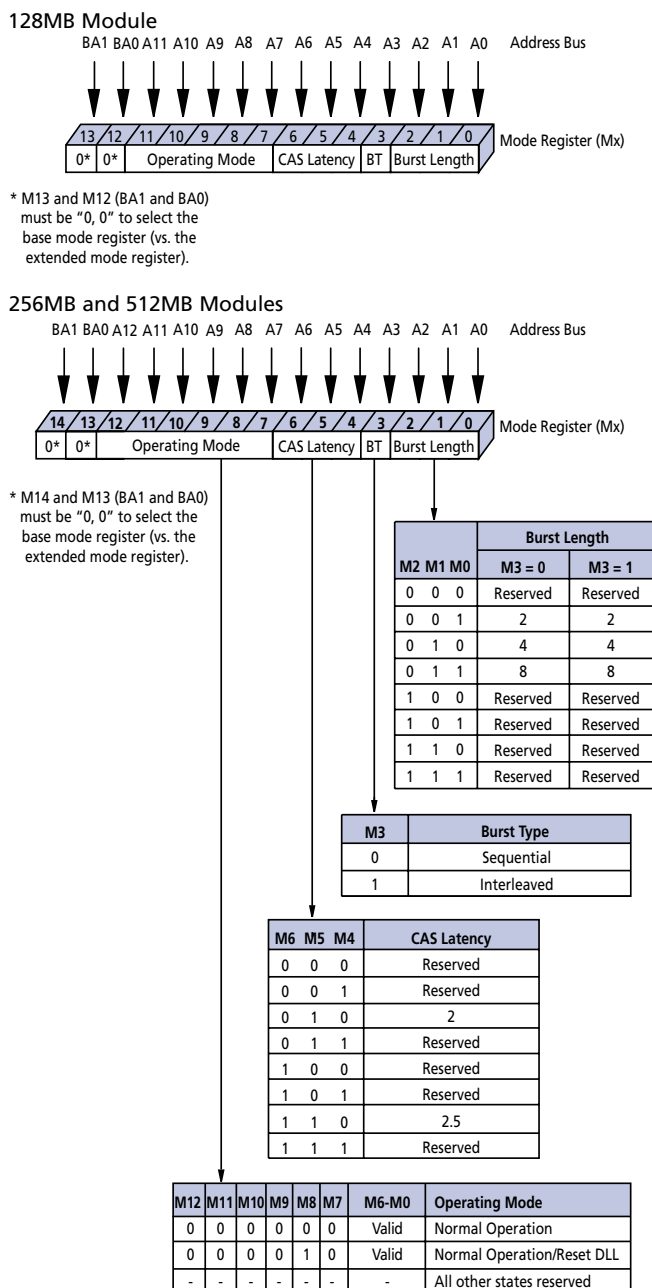 128MB Module
BA1 BA0 A11 A10 A9 A8 A7 A6 A5 A4 A3 A2 A1 A0 Address Bus
13 12 11 10 9 8 7 6 5 4 3 2 1 0 Mode Register (Mx)
0* 0* Operating Mode CAS Latency BT Burst Length
* M13 and M12 (BA1 and BA0)
must be “0, 0” to select the
base mode register (vs. the
extended mode register).
256MB and 512MB Modules
BA1 BA0 A12 A11 A10 A9 A8 A7 A6 A5 A4 A3 A2 A1 A0 Address Bus
14 13 12 11 10 9 8 7 6 5 4 3 2 1 0 Mode Register (Mx)
0* 0* Operating Mode CAS Latency BT Burst Length
* M14 and M13 (BA1 and BA0)
must be “0, 0” to select the
base mode register (vs. the
extended mode register).
Burst Length
M2 M1 M0 M3 = 0 M3 = 1
0 0 0 Reserved Reserved
0 0 1 2 2
0 1 0 4 4
0 1 1 8 8
1 0 0 Reserved Reserved
1 0 1 Reserved Reserved
1 1 0 Reserved Reserved
1 1 1 Reserved Reserved
M3 Burst Type
0 Sequential
1 Interleaved
M6 M5 M4 CAS Latency
0 0 0 Reserved
0 0 1 Reserved
0 1 0 2
0 1 1 Reserved
1 0 0 Reserved
1 0 1 Reserved
1 1 0 2.5
1 1 1 Reserved
M12 M11 M10 M9 M8 M7 M6-M0 Operating Mode
0 0 0 0 0 0 Valid Normal Operation
0 0 0 0 1 0 Valid Normal Operation/Reset DLL
- - - - - - - All other states reserved